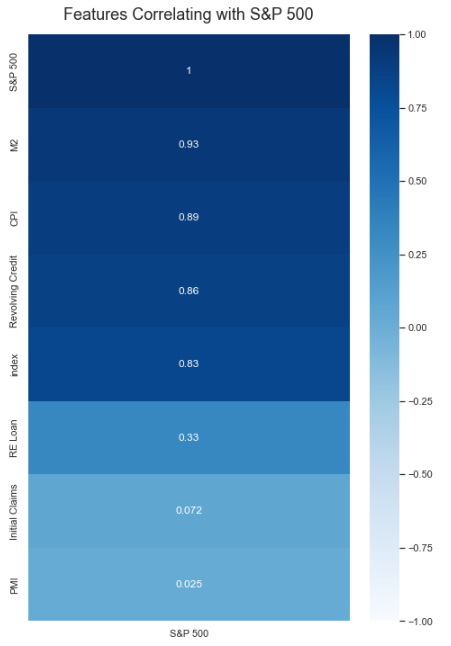 Features Correlating with S&P 500
S&P 500
1
M2
0.93
CPI
0.89
Revolving Credit
0.86
index
0.83
RE Loan
0.33
Initial Claims
0.072
PMI
0.025
S&P 500
1.00
0.75
0.50
0.25
0.00
−0.25
−0.50
−0.75
−1.00